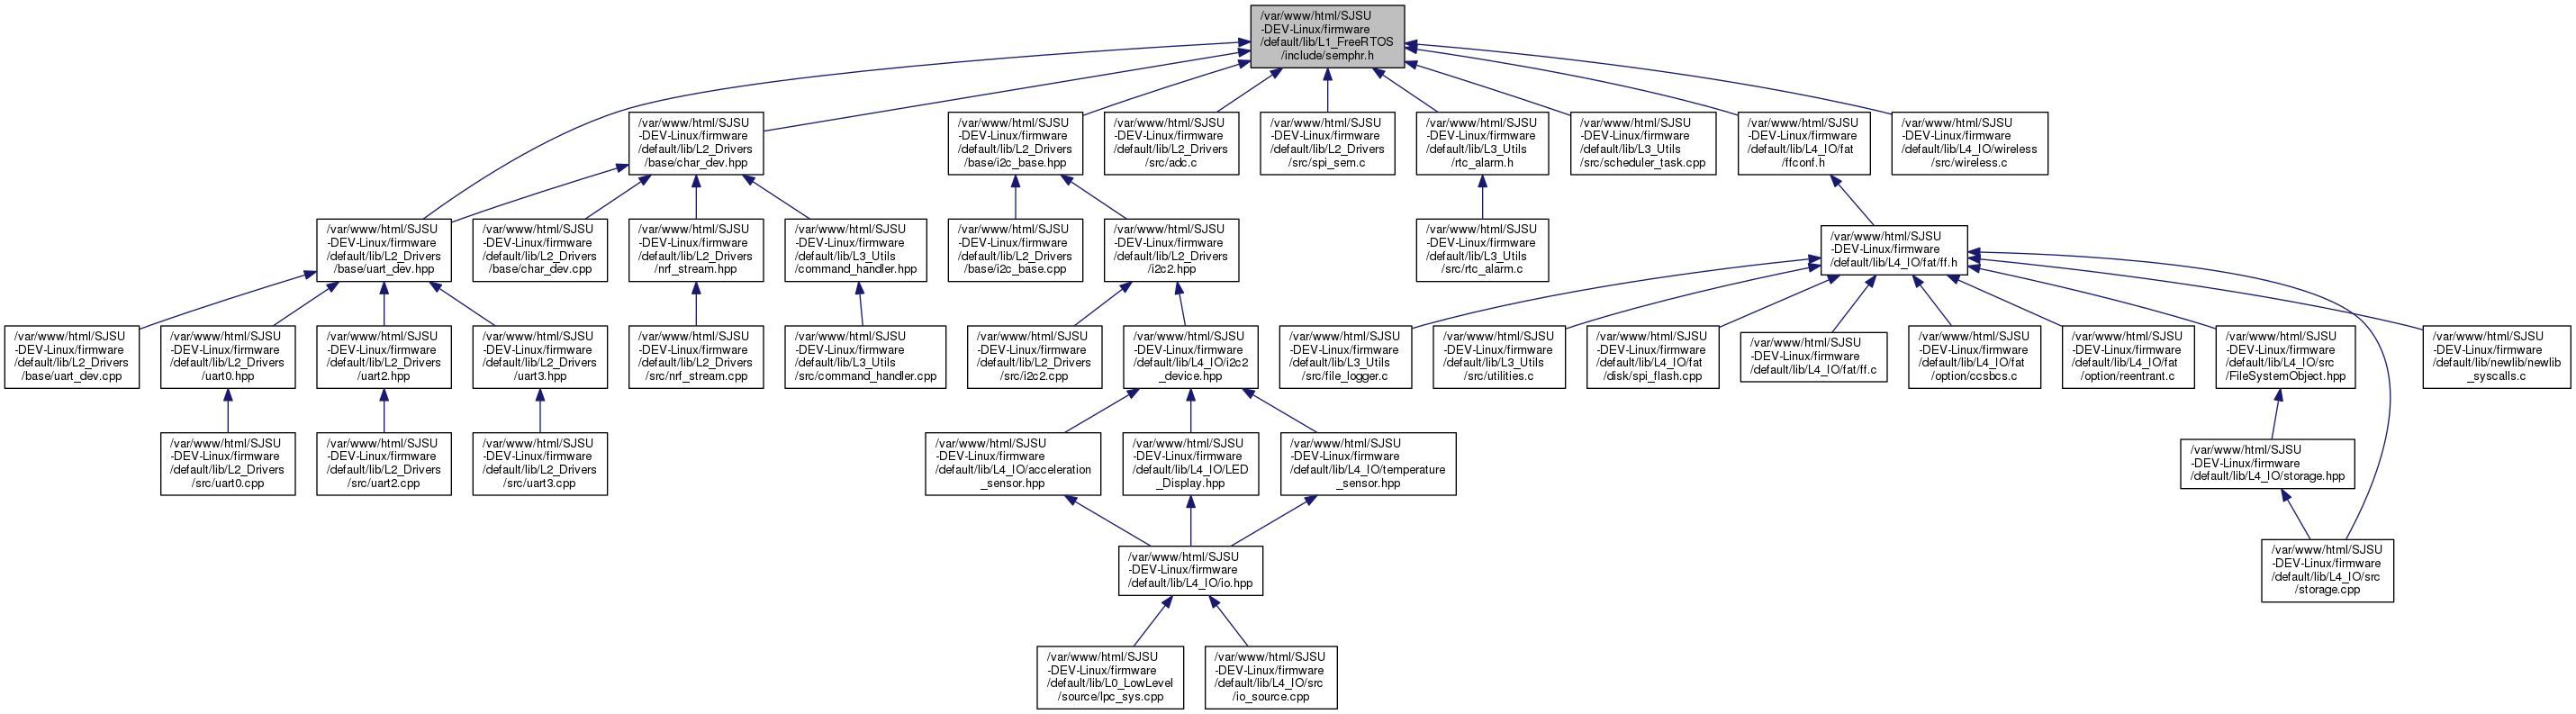 /var/www/html/SJSU
-DEV-Linux/firmware
/default/lib/L1_FreeRTOS
/include/semphr.h
/var/www/html/SJSU
-DEV-Linux/firmware
/default/lib/L2_Drivers
/base/char_dev.hpp
/var/www/html/SJSU
-DEV-Linux/firmware
/default/lib/L2_Drivers
/base/i2c_base.hpp
/var/www/html/SJSU
-DEV-Linux/firmware
/default/lib/L2_Drivers
/src/adc.c
/var/www/html/SJSU
-DEV-Linux/firmware
/default/lib/L2_Drivers
/src/spi_sem.c
/var/www/html/SJSU
-DEV-Linux/firmware
/default/lib/L3_Utils
/rtc_alarm.h
/var/www/html/SJSU
-DEV-Linux/firmware
/default/lib/L3_Utils
/src/scheduler_task.cpp
/var/www/html/SJSU
-DEV-Linux/firmware
/default/lib/L4_IO/fat
/ffconf.h
/var/www/html/SJSU
-DEV-Linux/firmware
/default/lib/L4_IO/wireless
/src/wireless.c
/var/www/html/SJSU
-DEV-Linux/firmware
/default/lib/L2_Drivers
/base/uart_dev.hpp
/var/www/html/SJSU
-DEV-Linux/firmware
/default/lib/L2_Drivers
/base/char_dev.cpp
/var/www/html/SJSU
-DEV-Linux/firmware
/default/lib/L2_Drivers
/nrf_stream.hpp
/var/www/html/SJSU
-DEV-Linux/firmware
/default/lib/L3_Utils
/command_handler.hpp
/var/www/html/SJSU
-DEV-Linux/firmware
/default/lib/L2_Drivers
/base/i2c_base.cpp
/var/www/html/SJSU
-DEV-Linux/firmware
/default/lib/L2_Drivers
/i2c2.hpp
/var/www/html/SJSU
-DEV-Linux/firmware
/default/lib/L3_Utils
/src/rtc_alarm.c
/var/www/html/SJSU
-DEV-Linux/firmware
/default/lib/L4_IO/fat/ff.h
/var/www/html/SJSU
-DEV-Linux/firmware
/default/lib/L2_Drivers
/base/uart_dev.cpp
/var/www/html/SJSU
-DEV-Linux/firmware
/default/lib/L2_Drivers
/uart0.hpp
/var/www/html/SJSU
-DEV-Linux/firmware
/default/lib/L2_Drivers
/uart2.hpp
/var/www/html/SJSU
-DEV-Linux/firmware
/default/lib/L2_Drivers
/uart3.hpp
/var/www/html/SJSU
-DEV-Linux/firmware
/default/lib/L2_Drivers
/src/nrf_stream.cpp
/var/www/html/SJSU
-DEV-Linux/firmware
/default/lib/L3_Utils
/src/command_handler.cpp
/var/www/html/SJSU
-DEV-Linux/firmware
/default/lib/L2_Drivers
/src/i2c2.cpp
/var/www/html/SJSU
-DEV-Linux/firmware
/default/lib/L4_IO/i2c2
_device.hpp
/var/www/html/SJSU
-DEV-Linux/firmware
/default/lib/L3_Utils
/src/file_logger.c
/var/www/html/SJSU
-DEV-Linux/firmware
/default/lib/L3_Utils
/src/utilities.c
/var/www/html/SJSU
-DEV-Linux/firmware
/default/lib/L4_IO/fat
/disk/spi_flash.cpp
/var/www/html/SJSU
-DEV-Linux/firmware
/default/lib/L4_IO/fat/ff.c
/var/www/html/SJSU
-DEV-Linux/firmware
/default/lib/L4_IO/fat
/option/ccsbcs.c
/var/www/html/SJSU
-DEV-Linux/firmware
/default/lib/L4_IO/fat
/option/reentrant.c
/var/www/html/SJSU
-DEV-Linux/firmware
/default/lib/L4_IO/src
/FileSystemObject.hpp
/var/www/html/SJSU
-DEV-Linux/firmware
/default/lib/newlib/newlib
_syscalls.c
/var/www/html/SJSU
-DEV-Linux/firmware
/default/lib/L2_Drivers
/src/uart0.cpp
/var/www/html/SJSU
-DEV-Linux/firmware
/default/lib/L2_Drivers
/src/uart2.cpp
/var/www/html/SJSU
-DEV-Linux/firmware
/default/lib/L2_Drivers
/src/uart3.cpp
/var/www/html/SJSU
-DEV-Linux/firmware
/default/lib/L4_IO/acceleration
_sensor.hpp
/var/www/html/SJSU
-DEV-Linux/firmware
/default/lib/L4_IO/LED
_Display.hpp
/var/www/html/SJSU
-DEV-Linux/firmware
/default/lib/L4_IO/temperature
_sensor.hpp
/var/www/html/SJSU
-DEV-Linux/firmware
/default/lib/L4_IO/storage.hpp
/var/www/html/SJSU
-DEV-Linux/firmware
/default/lib/L4_IO/io.hpp
/var/www/html/SJSU
-DEV-Linux/firmware
/default/lib/L4_IO/src
/storage.cpp
/var/www/html/SJSU
-DEV-Linux/firmware
/default/lib/L0_LowLevel
/source/lpc_sys.cpp
/var/www/html/SJSU
-DEV-Linux/firmware
/default/lib/L4_IO/src
/io_source.cpp